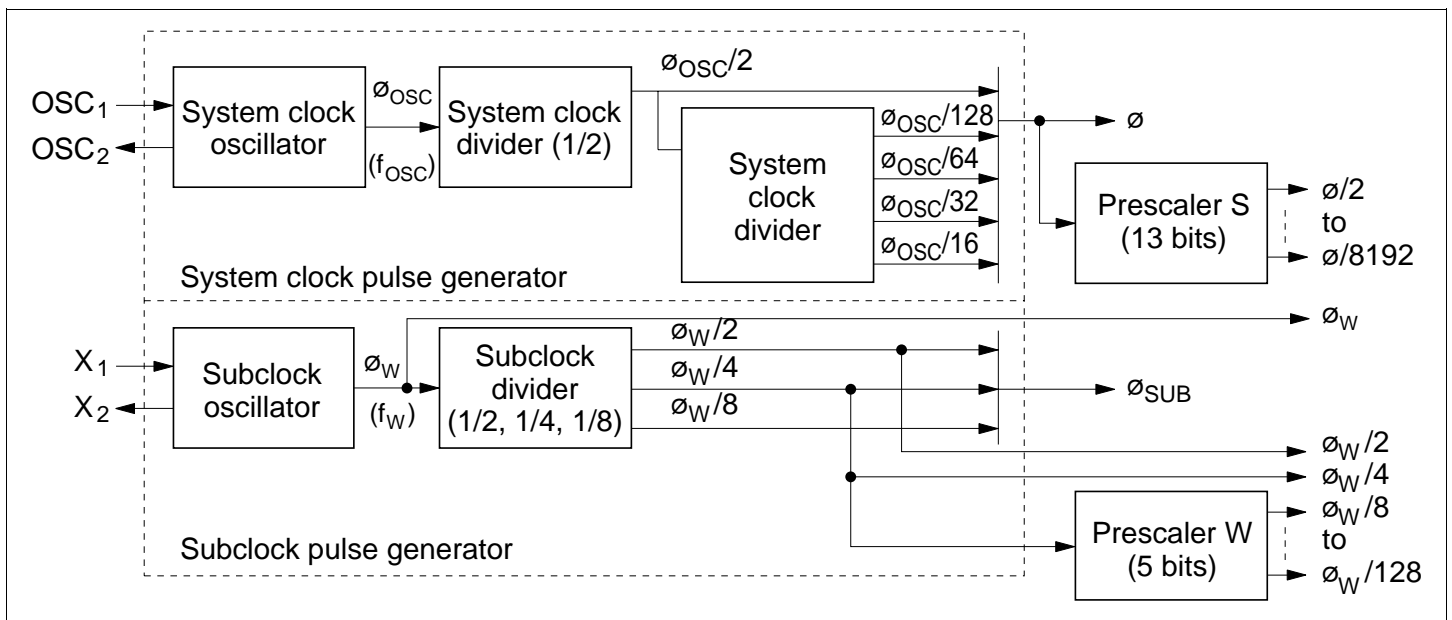 OSC1
OSC2
System clock
oscillator
øOSC
(fOSC)
System clock
divider (1/2)
øOSC/2
System
clock
divider
øOSC/128
øOSC/64
øOSC/32
øOSC/16
ø
Prescaler S
(13 bits)
ø/2
to
ø/8192
System clock pulse generator
X1
X2
Subclock
oscillator
øW
(fW)
Subclock
divider
(1/2, 1/4, 1/8)
øW/2
øW/4
øW/8
øW
øSUB
øW/2
øW/4
Prescaler W
(5 bits)
øW/8
to
øW/128
Subclock pulse generator